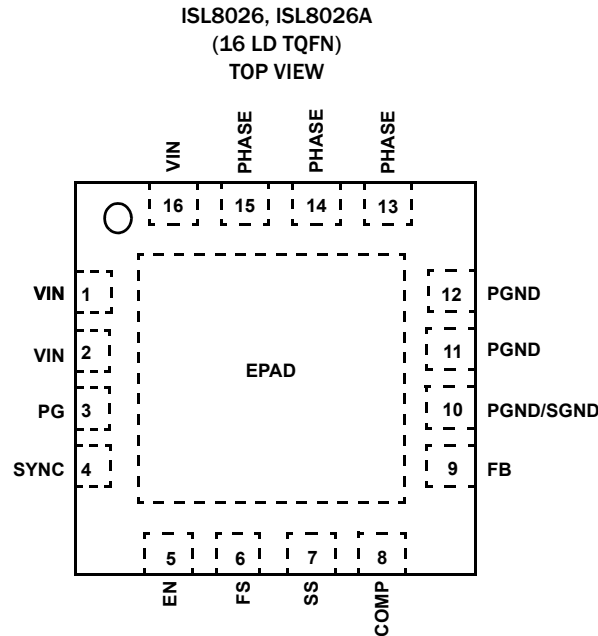 ISL8026, ISL8026A
(16 LD TQFN)
TOP VIEW
VIN PHASE PHASE PHASE
16 15 14 13
VIN 1 12 PGND
VIN 2 11 PGND
EPAD
PG 3 10 PGND/SGND
SYNC 4 9 FB
5 6 7 8
EN FS SS COMP